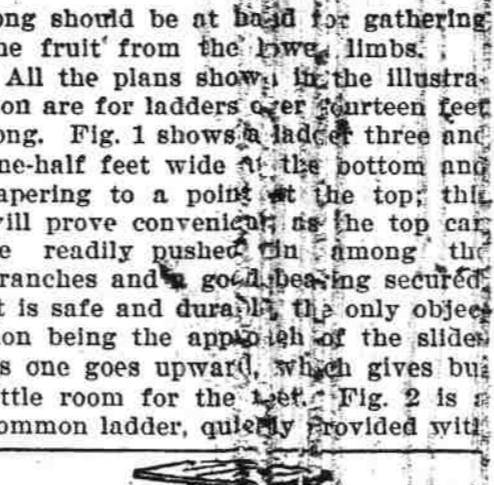 ong should be at hand for gathering
he fruit from the lower limbs.
All the plans shown in the illustra-
on are for ladders over fourteen feet
ong. Fig. 1 shows a ladder three and
ne-half feet wide at the bottom and
apering to a point at the top; this
vill prove convenient, as the top can
e readily pushed in among the
ranches and a good bearing secured.
t is safe and durable, the only objec-
on being the approach of the sides
s one goes upward, which gives but
ttle room for the feet. Fig. 2 is a
ommon ladder, provided with